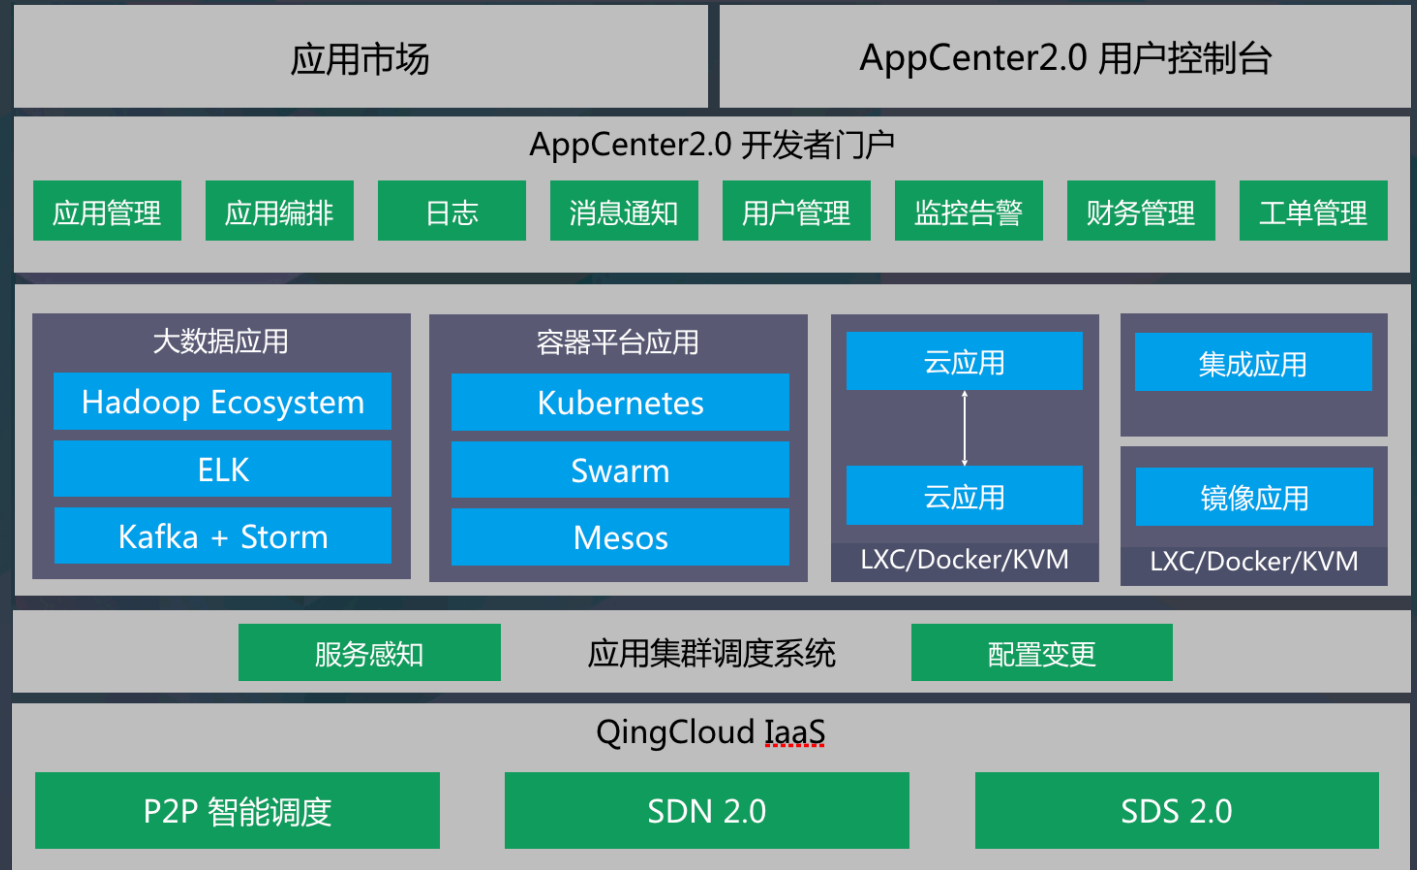 应用市场
AppCenter2.0 用户控制台
AppCenter2.0 开发者门户
应用管理
应用编排
日志
消息通知
用户管理
监控告警
财务管理
工单管理
大数据应用
Hadoop Ecosystem
ELK
Kafka + Storm
容器平台应用
Kubernetes
Swarm
Mesos
云应用
云应用
LXC/Docker/KVM
集成应用
镜像应用
LXC/Docker/KVM
服务感知
应用集群调度系统
配置变更
QingCloud IaaS
P2P 智能调度
SDN 2.0
SDS 2.0